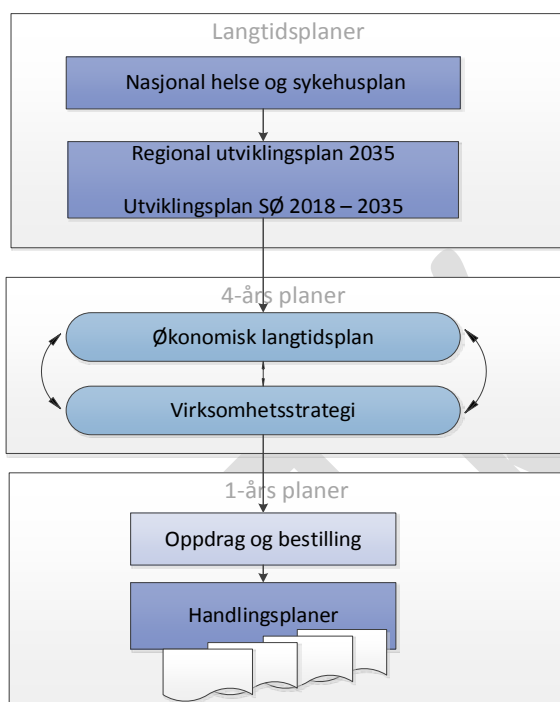 Langtidsplaner
Nasjonal helse og sykehusplan
Regional utviklingsplan 2035
Utviklingsplan SØ 2018 – 2035
4-års planer
Økonomisk langtidsplan
Virksomhetsstrategi
1-års planer
Oppdrag og bestilling
Handlingsplaner